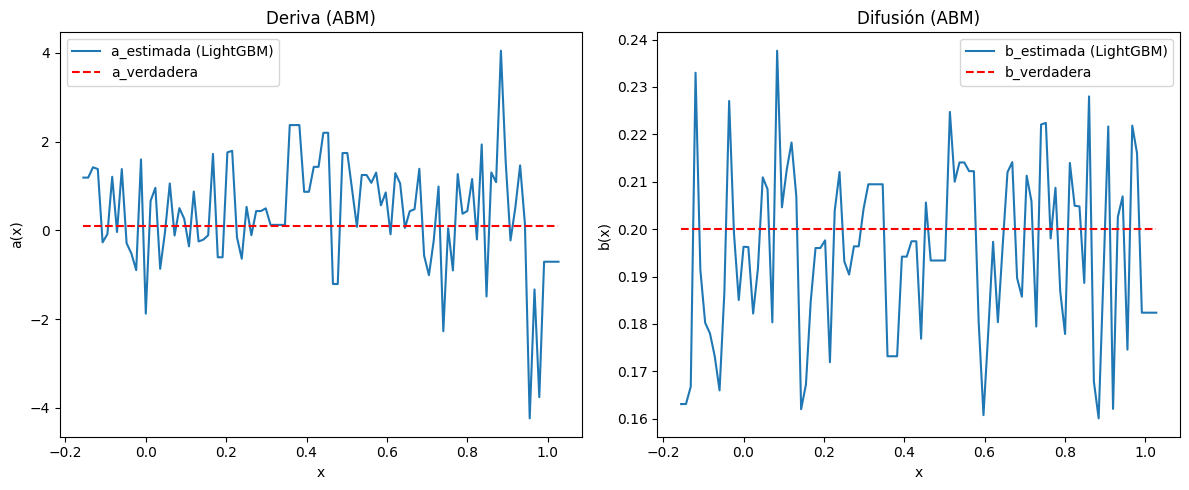 Deriva (ABM)
a_estimada (LightGBM)
a_verdadera
4
2
0
−2
−4
a(x)
−0.2
0.0
0.2
0.4
0.6
0.8
1.0
x
Difusión (ABM)
b_estimada (LightGBM)
b_verdadera
0.24
0.23
0.22
0.21
0.20
0.19
0.18
0.17
0.16
b(x)
−0.2
0.0
0.2
0.4
0.6
0.8
1.0
x